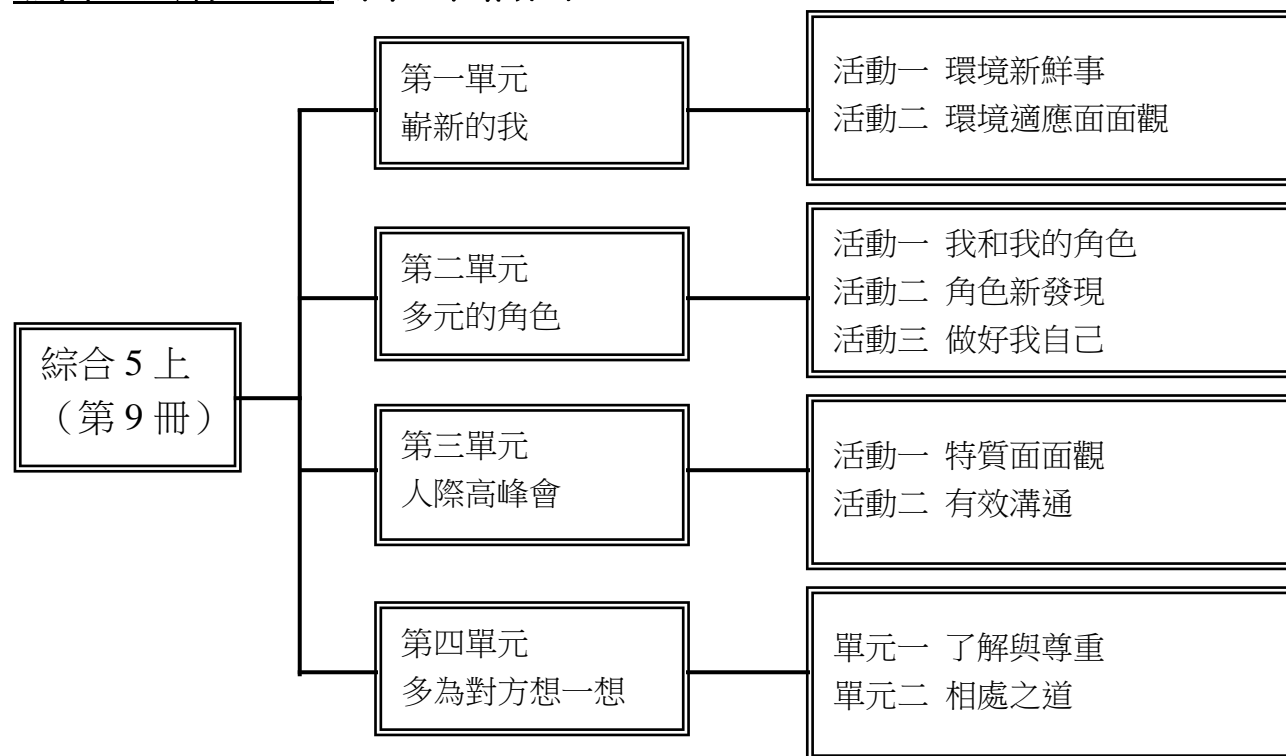 綜合 5 上
（第 9 冊）
第一單元
嶄新的我
活動一 環境新鮮事
活動二 環境適應面面觀
第二單元
多元的角色
活動一 我和我的角色
活動二 角色新發現
活動三 做好我自己
第三單元
人際高峰會
活動一 特質面面觀
活動二 有效溝通
第四單元
多為對方想一想
單元一 了解與尊重
單元二 相處之道